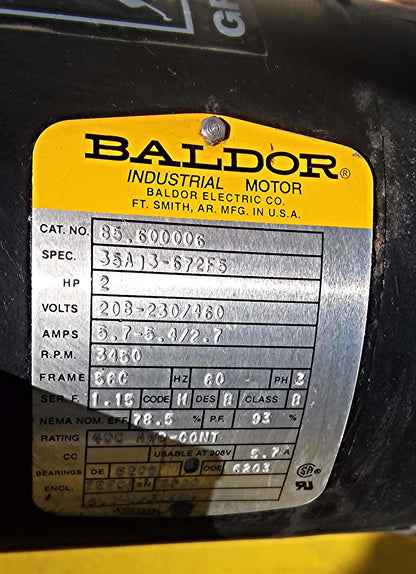 GR
BALDOR®
INDUSTRIAL MOTOR
BALDOR ELECTRIC CO.
FT. SMITH, AR. MFG. IN U.S.A.
CAT. NO. 85.600006
SPEC. 35A13-672F5
HP 2
VOLTS 208-230/460
AMPS 5.7-5.4/2.7
R.P.M. 3450
FRAME 56C HZ 60 PH 3
SER. F. 1.15 CODE DES B CLASS B
NEMA NOM. EFF. 78.5 % P.F. 93 %
RATING 40C AMB-CONT
CC USABLE AT 208V 5.7 A
BEARINGS DE ODE 6203
ENCL. TEFC SN